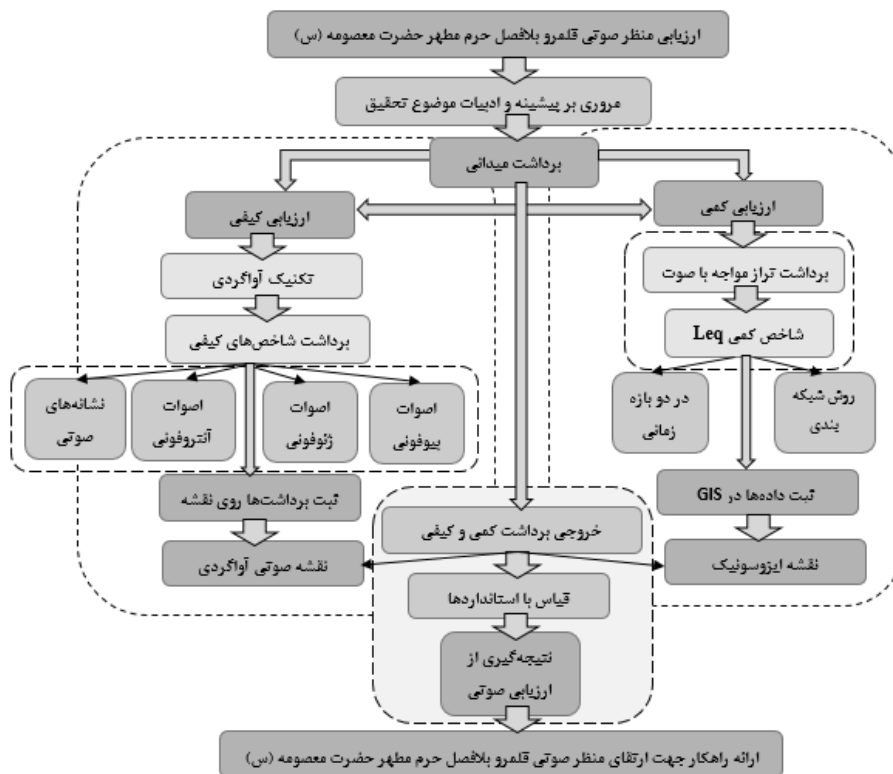 ارزیابی منظر صوتی قلمرو بلافصل حرم مطهر حضرت معصومه (س)
مروری بر پیشینه و ادبیات موضوع تحقیق
برداشت میدانی
ارزیابی کمی
برداشت تراز مواجه با صوت
شاخص کمی Leq
روش شبکه
بندی
در دو بازه
زمانی
ثبت داده‌ها در GIS
نقشه ایزوسونیک
ارزیابی کیفی
تکنیک آواگردی
برداشت شاخص‌های کیفی
اصوات
بیوفونی
اصوات
ژئوفونی
اصوات
آنتروفونی
نشانه‌های
صوتی
ثبت برداشت‌ها روی نقشه
نقشه صوتی آواگردی
خروجی برداشت کمی و کیفی
قیاس با استانداردها
نتیجه‌گیری از
ارزیابی صوتی
ارائه راهکار جهت ارتقای منظر صوتی قلمرو بلافصل حرم مطهر حضرت معصومه (س)